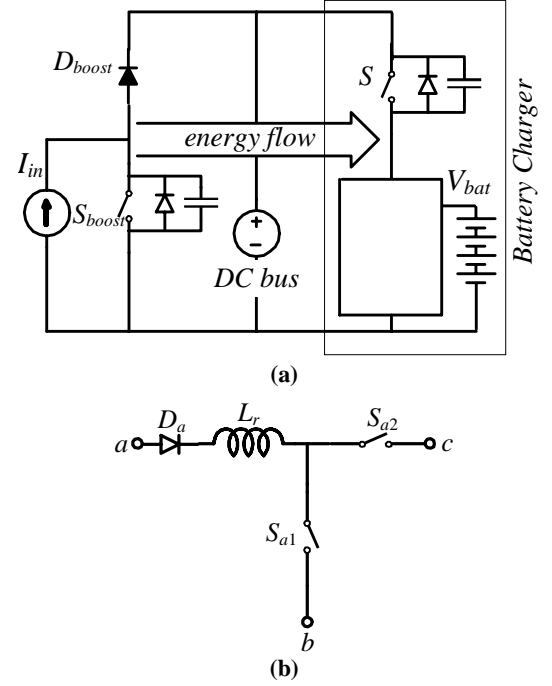 D_boost
S
energy flow
I_in
S_boost
V_bat
Battery Charger
+
−
DC bus
(a)
a
D_a
L_r
S_a2
c
S_a1
b
(b)